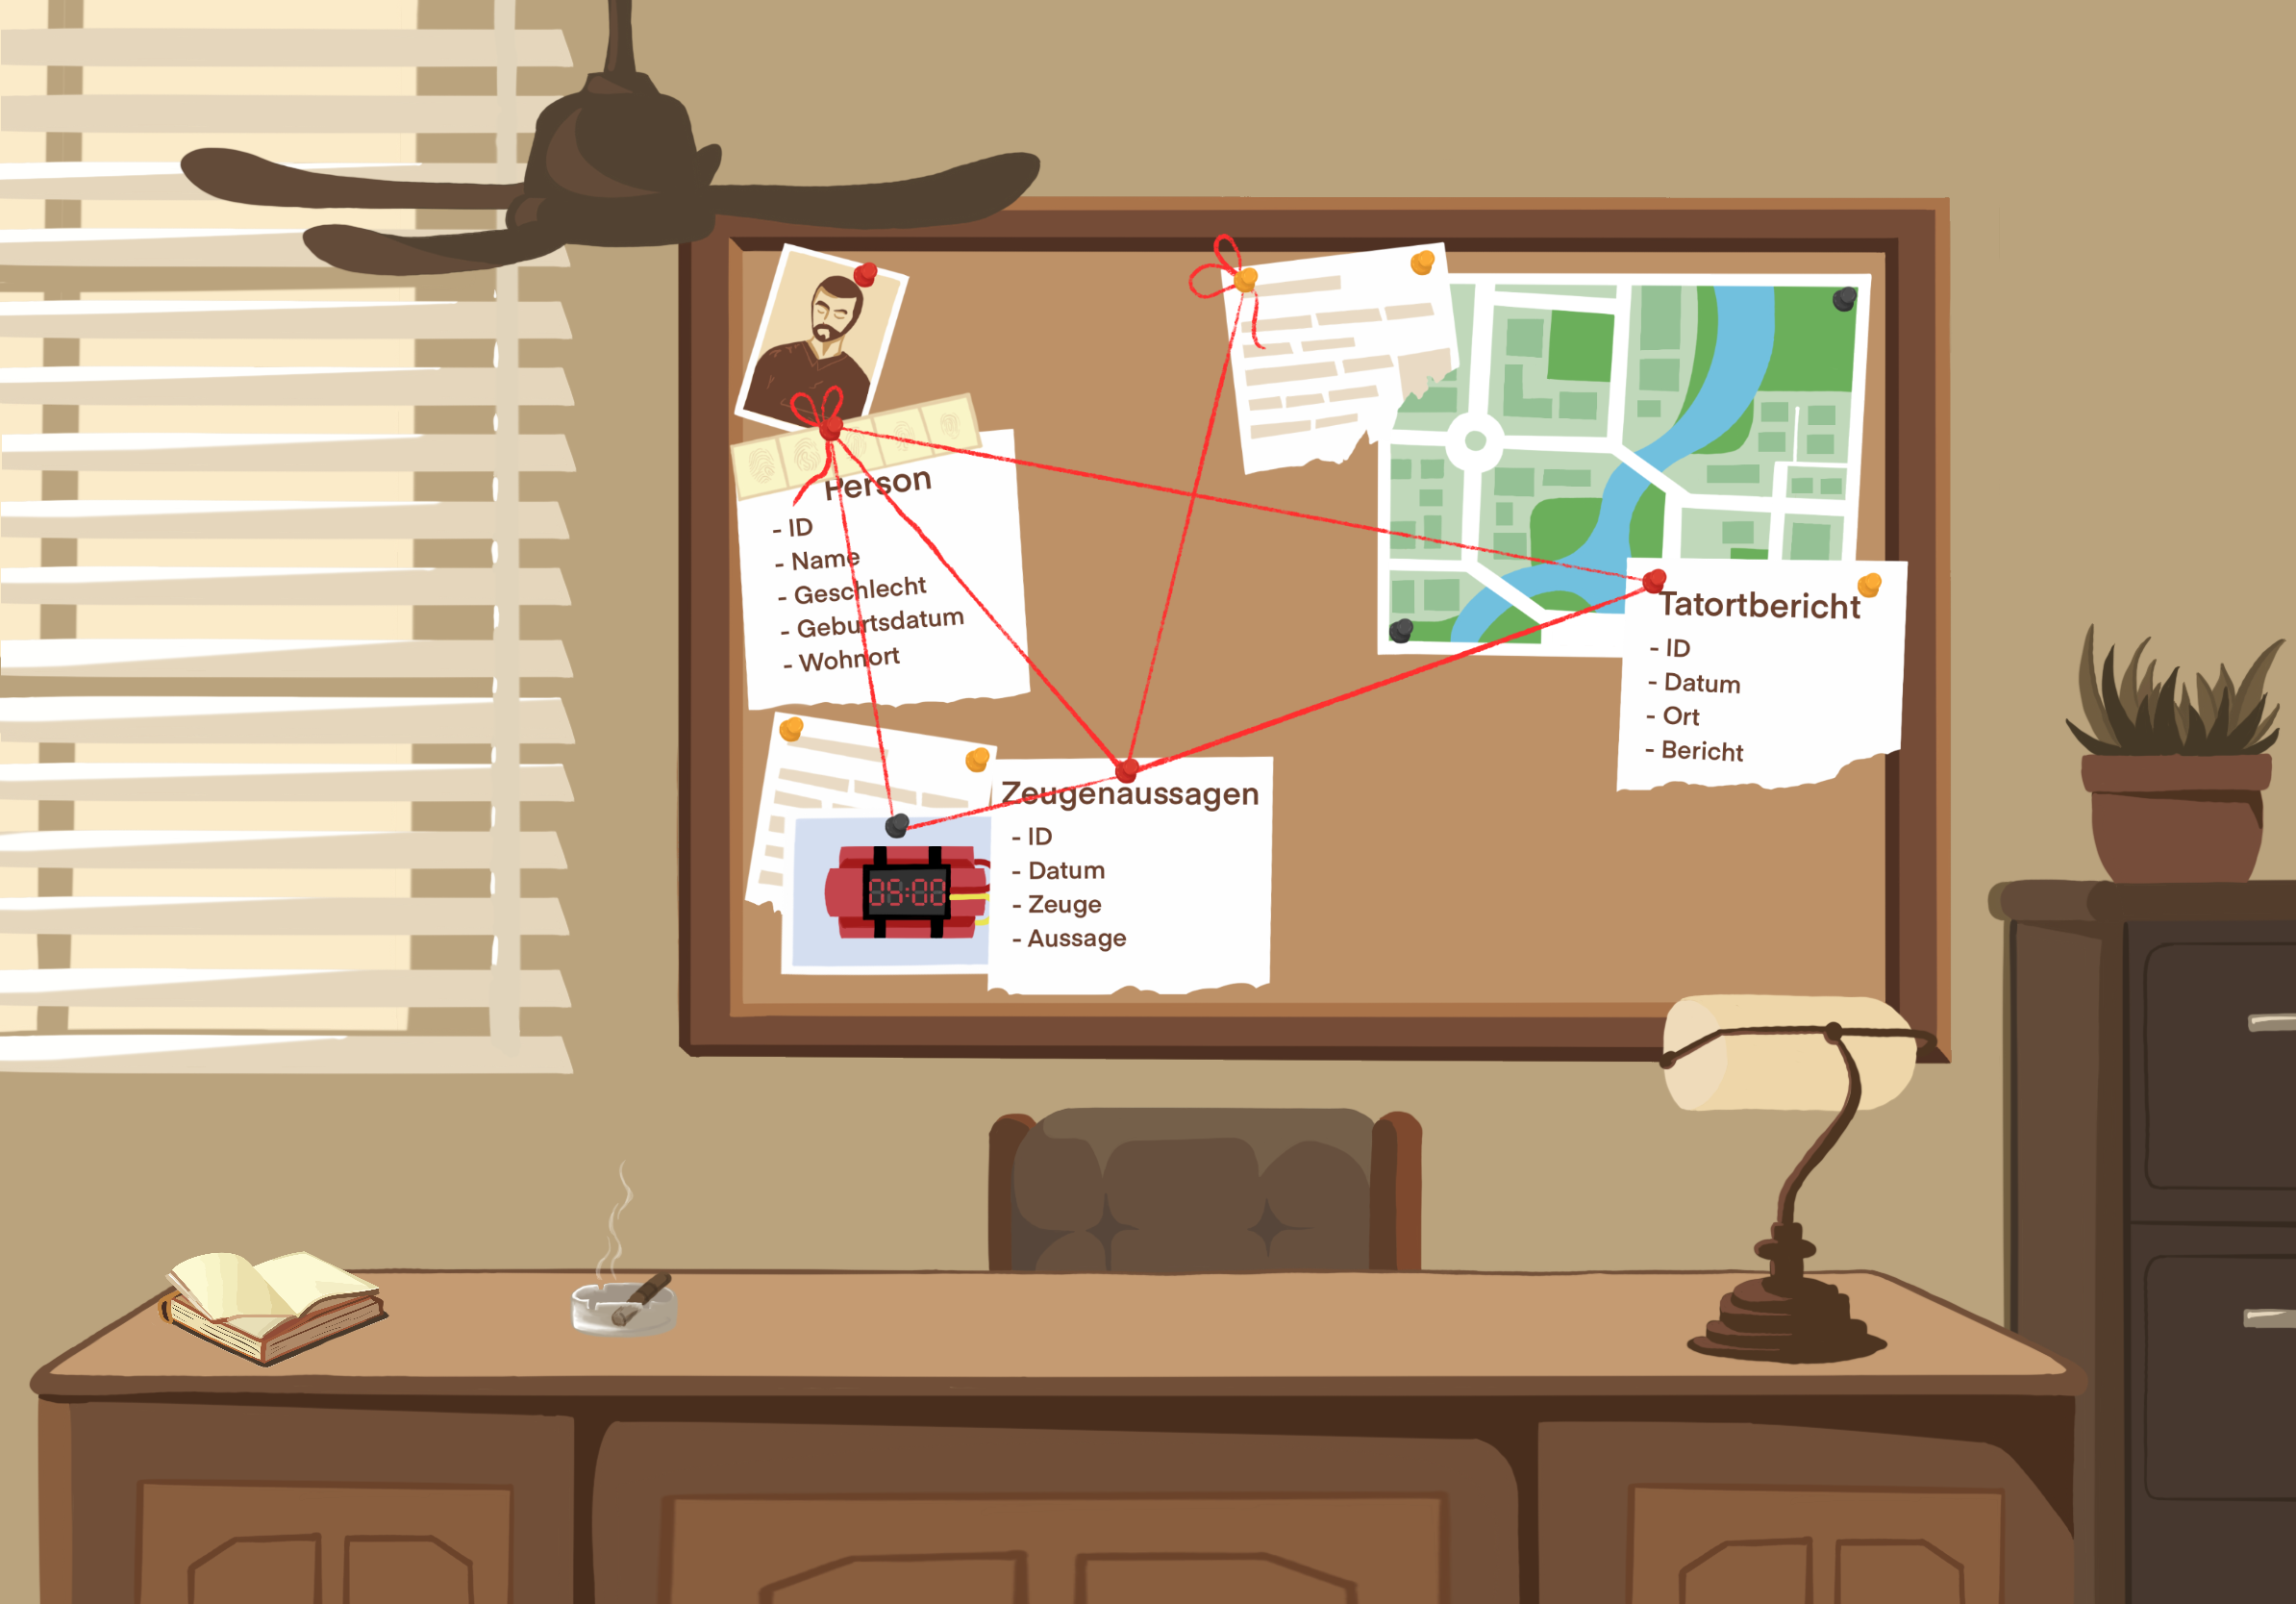 Person
- ID
- Name
- Geschlecht
- Geburtsdatum
- Wohnort
Tatortbericht
- ID
- Datum
- Ort
- Bericht
Zeugenaussagen
- ID
- Datum
- Zeuge
- Aussage
05:00